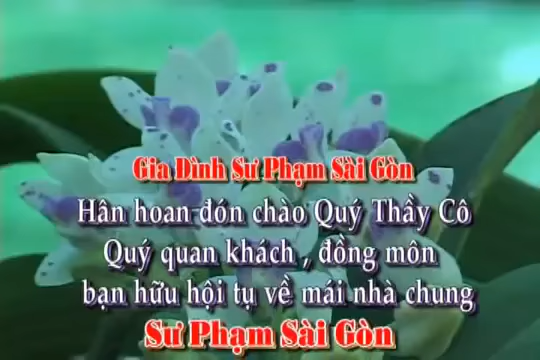 Gia Đình Sư Phạm Sài Gòn
Hân hoan đón chào Quý Thầy Cô
Quý quan khách , đồng môn
bạn hữu hội tụ về mái nhà chung
Sư Phạm Sài Gòn